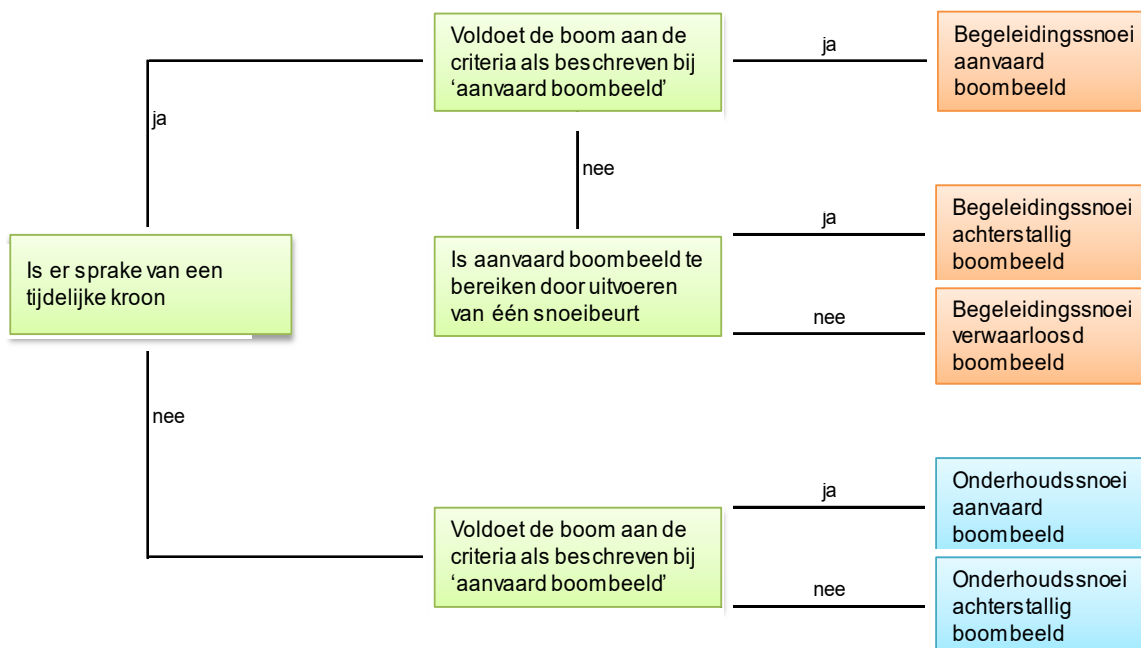 Voldoet de boom aan de
criteria als beschreven bij
‘aanvaard boombeeld’
ja
Begeleidingssnoei
aanvaard
boombeeld
ja
nee
Is er sprake van een
tijdelijke kroon
Is aanvaard boombeeld te
bereiken door uitvoeren
van één snoeibeurt
ja
Begeleidingssnoei
achterstallig
boombeeld
nee
Begeleidingssnoei
verwaarloosd
boombeeld
nee
Voldoet de boom aan de
criteria als beschreven bij
‘aanvaard boombeeld’
ja
Onderhoudssnoei
aanvaard
boombeeld
nee
Onderhoudssnoei
achterstallig
boombeeld